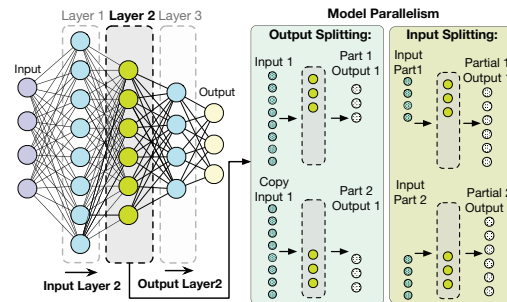 Layer 1
Layer 2
Layer 3
Input
Output
Input Layer 2
Output Layer2
Model Parallelism
Output Splitting:
Input 1
Part 1
Output 1
Copy
Input 1
Part 2
Output 1
Input Splitting:
Input
Part1
Partial 1
Output 1
Input
Part 2
Partial 2
Output 1